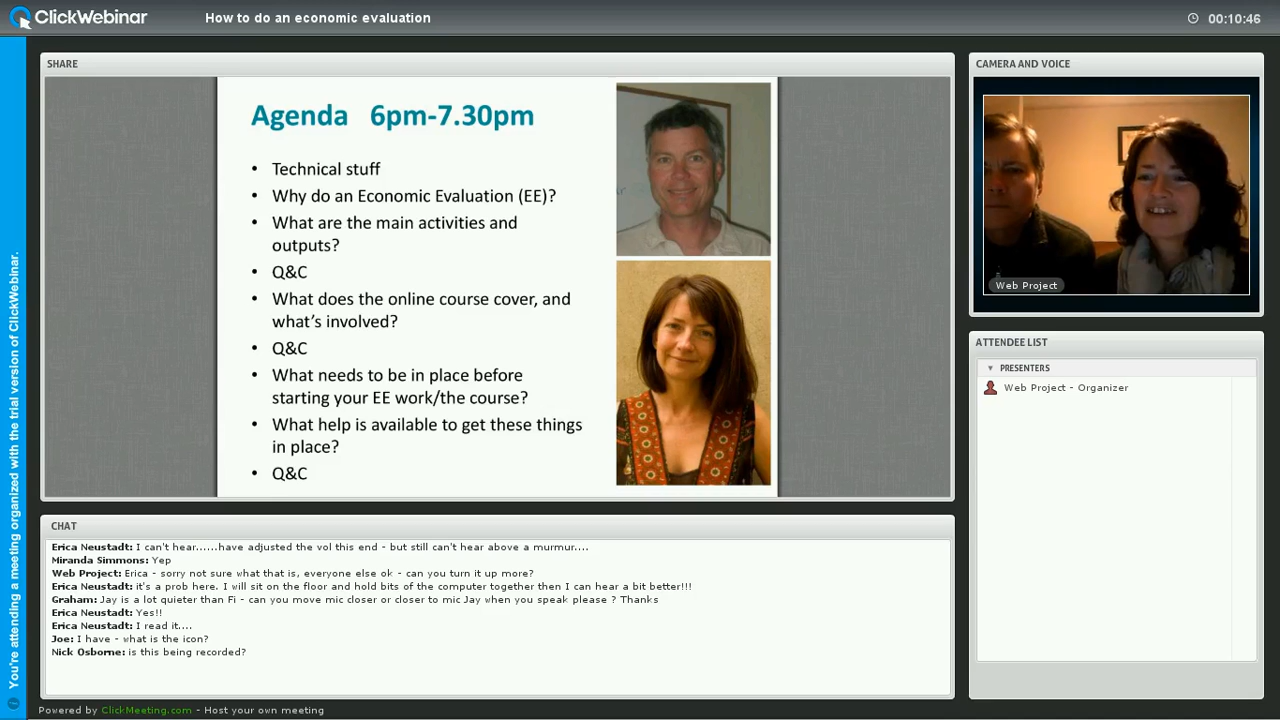 ClickWebinar
How to do an economic evaluation
00:10:46
You're attending a meeting organized with the trial version of ClickWebinar.
SHARE
Agenda 6pm-7.30pm
• Technical stuff
• Why do an Economic Evaluation (EE)?
• What are the main activities and
outputs?
• Q&C
• What does the online course cover, and
what's involved?
• Q&C
• What needs to be in place before
starting your EE work/the course?
• What help is available to get these things
in place?
• Q&C
CAMERA AND VOICE
Web Project
ATTENDEE LIST
PRESENTERS
Web Project - Organizer
CHAT
Erica Neustadt: I can't hear......have adjusted the vol this end - but still can't hear above a murmur....
Miranda Simmons: Yep
Web Project: Erica - sorry not sure what that is, everyone else ok - can you turn it up more?
Erica Neustadt: it's a prob here. I will sit on the floor and hold bits of the computer together then I can hear a bit better!!!
Graham: Jay is a lot quieter than Fi - can you move mic closer or closer to mic Jay when you speak please ? Thanks
Erica Neustadt: Yes!!
Erica Neustadt: I read it....
Joe: I have - what is the icon?
Nick Osborne: is this being recorded?
Powered by ClickMeeting.com - Host your own meeting